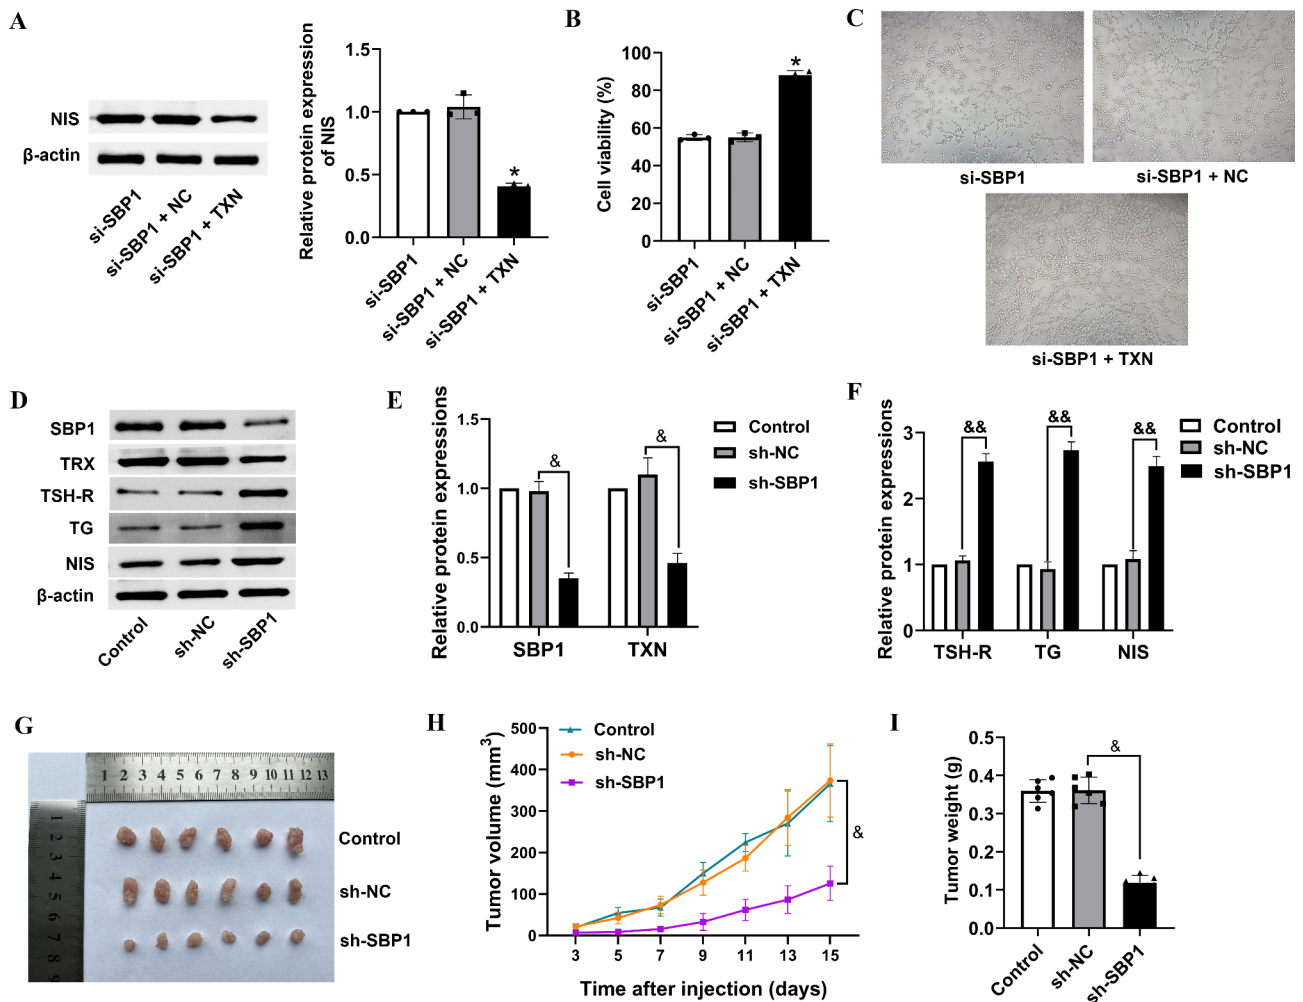 A
NIS
β-actin
si-SBP1
si-SBP1 + NC
si-SBP1 + TXN
Relative protein expression
of NIS
1.5
1.0
0.5
0.0
*
si-SBP1
si-SBP1 + NC
si-SBP1 + TXN
B
Cell viability (%)
100
80
60
40
20
0
*
si-SBP1
si-SBP1 + NC
si-SBP1 + TXN
C
si-SBP1
si-SBP1 + NC
si-SBP1 + TXN
D
SBP1
TRX
TSH-R
TG
NIS
β-actin
Control
sh-NC
sh-SBP1
E
Relative protein expressions
1.5
1.0
0.5
0.0
&
&
SBP1
TXN
Control
sh-NC
sh-SBP1
F
Relative protein expressions
3
2
1
0
&&
&&
&&
TSH-R
TG
NIS
Control
sh-NC
sh-SBP1
G
1 2 3 4 5 6 7 8 9 10 11 12 13
1
2
3
4
5
6
7
8
9
Control
sh-NC
sh-SBP1
H
Tumor volume (mm³)
500
400
300
200
100
0
Control
sh-NC
sh-SBP1
&
3 5 7 9 11 13 15
Time after injection (days)
I
Tumor weight (g)
0.5
0.4
0.3
0.2
0.1
0.0
&
Control
sh-NC
sh-SBP1